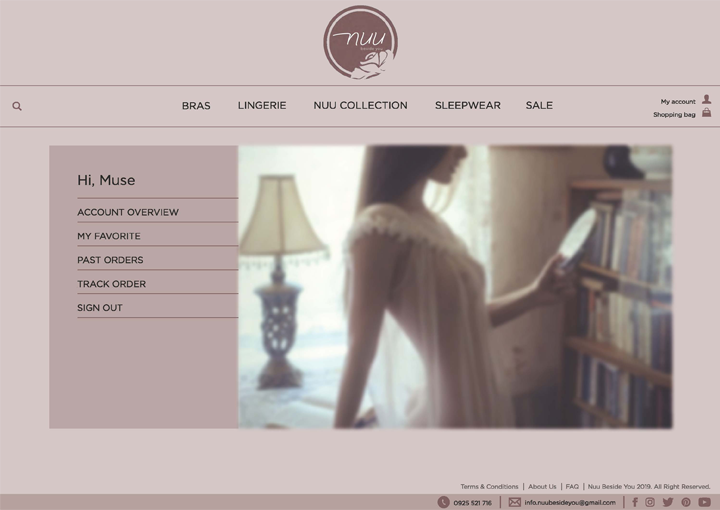 nuu
beside you
BRAS LINGERIE NUU COLLECTION SLEEPWEAR SALE
My account
Shopping bag
Hi, Muse
ACCOUNT OVERVIEW
MY FAVORITE
PAST ORDERS
TRACK ORDER
SIGN OUT
Terms & Conditions | About Us | FAQ | Nuu Beside You 2019. All Right Reserved.
0925 521 716 | info.nuubesideyou@gmail.com |